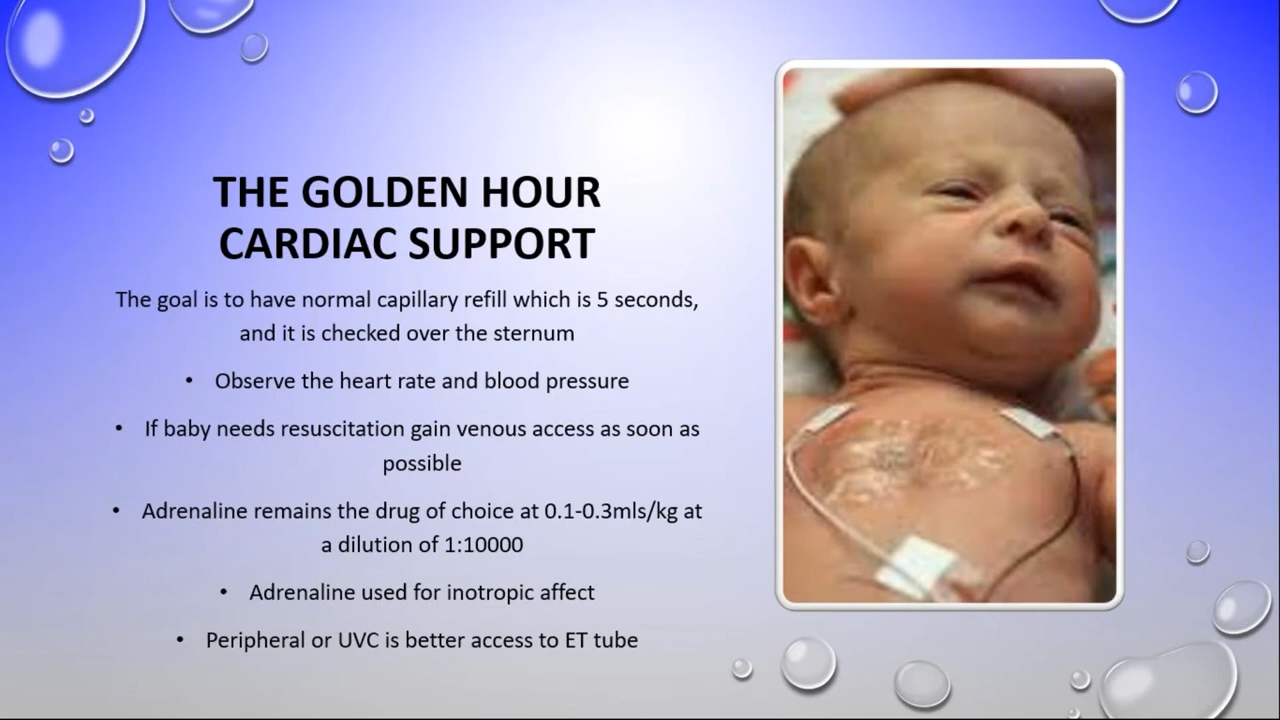 THE GOLDEN HOUR
CARDIAC SUPPORT
The goal is to have normal capillary refill which is 5 seconds,
and it is checked over the sternum
• Observe the heart rate and blood pressure
• If baby needs resuscitation gain venous access as soon as
possible
• Adrenaline remains the drug of choice at 0.1-0.3mls/kg at
a dilution of 1:10000
• Adrenaline used for inotropic affect
• Peripheral or UVC is better access to ET tube